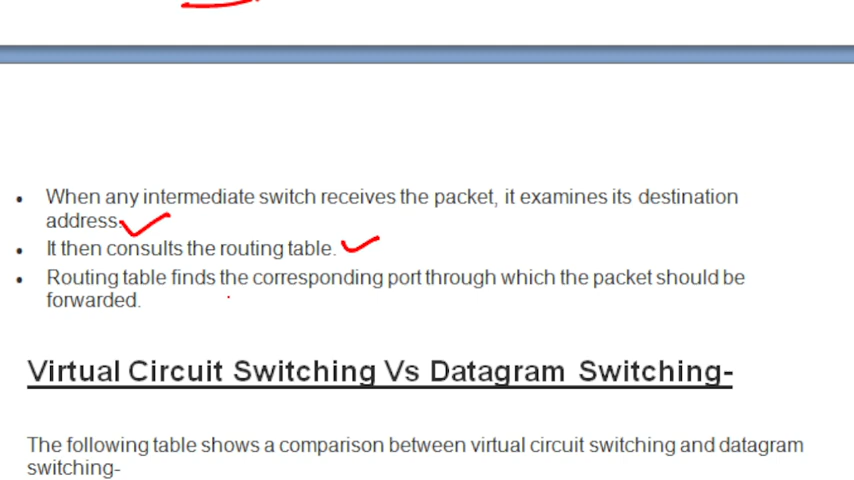 • When any intermediate switch receives the packet, it examines its destination
address.
• It then consults the routing table.
• Routing table finds the corresponding port through which the packet should be
forwarded.
Virtual Circuit Switching Vs Datagram Switching-
The following table shows a comparison between virtual circuit switching and datagram
switching-